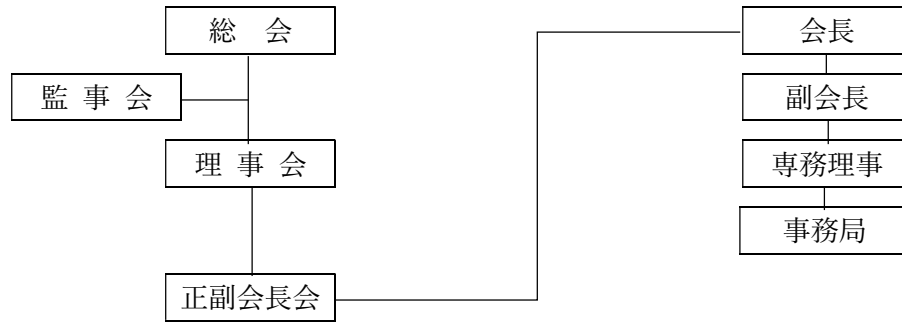 総　会
監 事 会
理 事 会
正副会長会
会長
副会長
専務理事
事務局